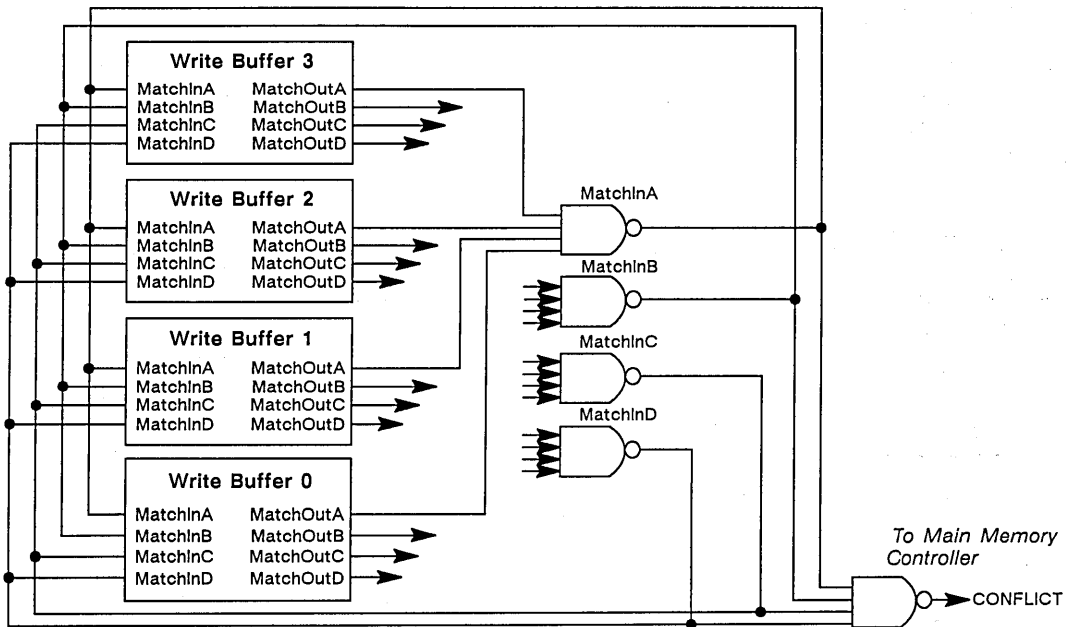 Write Buffer 3
MatchInA MatchOutA
MatchInB MatchOutB
MatchInC MatchOutC
MatchInD MatchOutD
Write Buffer 2
MatchInA MatchOutA
MatchInB MatchOutB
MatchInC MatchOutC
MatchInD MatchOutD
Write Buffer 1
MatchInA MatchOutA
MatchInB MatchOutB
MatchInC MatchOutC
MatchInD MatchOutD
Write Buffer 0
MatchInA MatchOutA
MatchInB MatchOutB
MatchInC MatchOutC
MatchInD MatchOutD
MatchInA
MatchInB
MatchInC
MatchInD
To Main Memory
Controller
CONFLICT